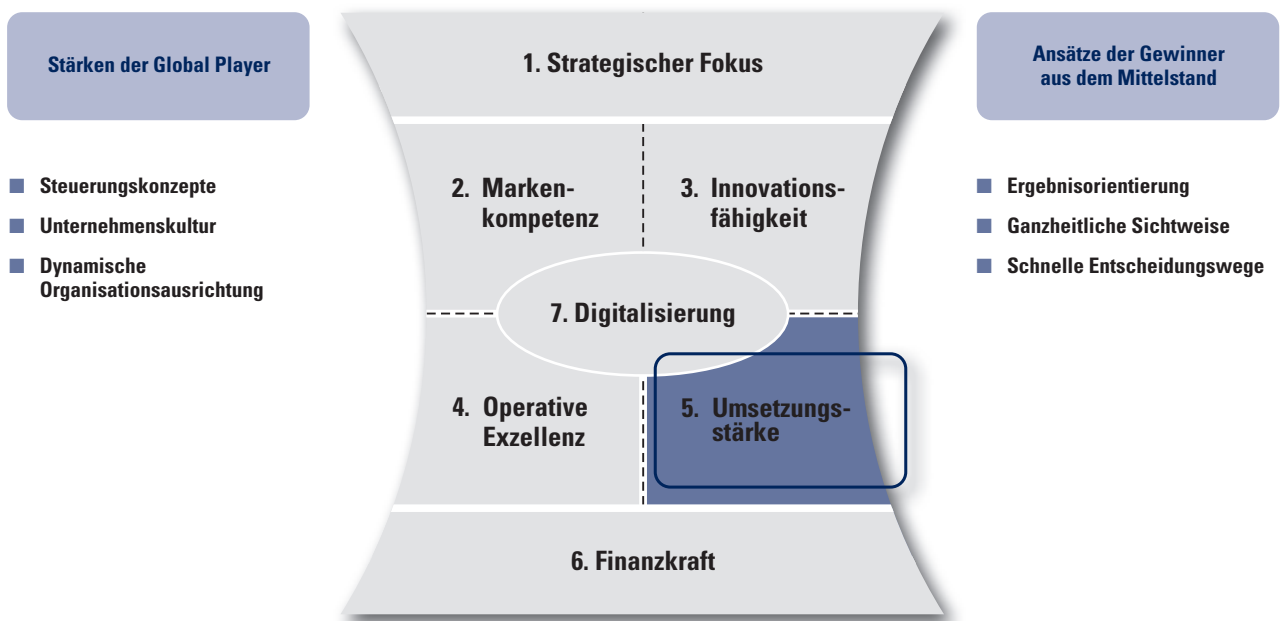 Stärken der Global Player
Steuerungskonzepte
Unternehmenskultur
Dynamische
Organisationsausrichtung
1. Strategischer Fokus
2. Marken-
kompetenz
3. Innovations-
fähigkeit
7. Digitalisierung
4. Operative
Exzellenz
5. Umsetzungs-
stärke
6. Finanzkraft
Ansätze der Gewinner
aus dem Mittelstand
Ergebnisorientierung
Ganzheitliche Sichtweise
Schnelle Entscheidungswege